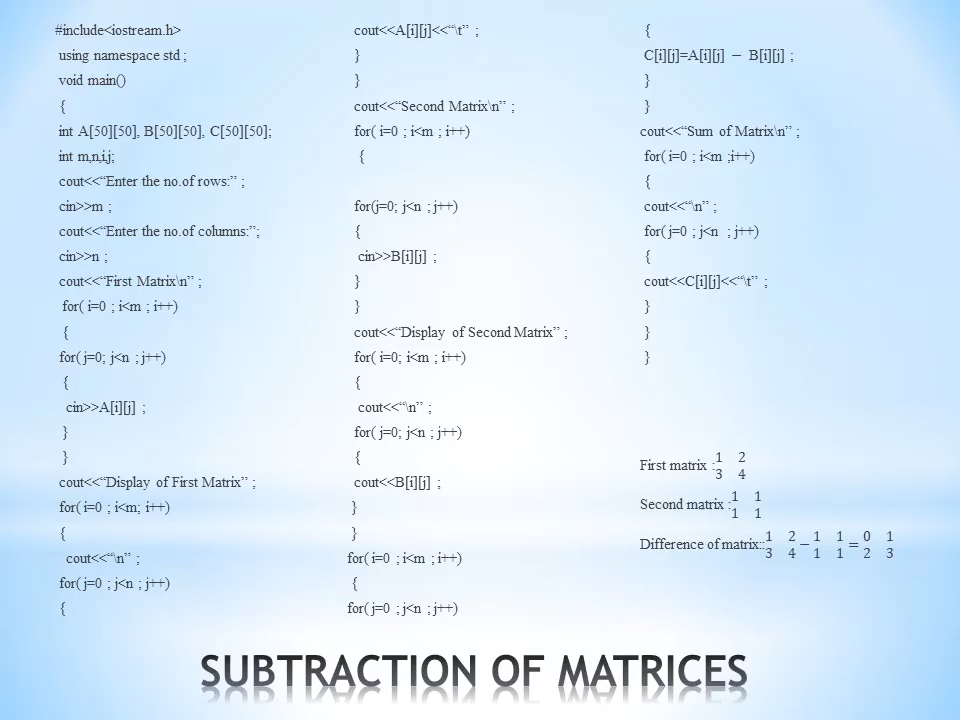 #include<iostream.h>
using namespace std ;
void main()
{
int A[50][50], B[50][50], C[50][50];
int m,n,i,j;
cout<<“Enter the no.of rows:” ;
cin>>m ;
cout<<“Enter the no.of columns:”;
cin>>n ;
cout<<“First Matrix\n” ;
for( i=0 ; i<m ; i++)
{
for( j=0; j<n ; j++)
{
cin>>A[i][j] ;
}
}
cout<<“Display of First Matrix” ;
for( i=0 ; i<m; i++)
{
cout<<“\n” ;
for( j=0 ; j<n ; j++)
{
cout<<A[i][j]<<“\t” ;
}
}
cout<<“Second Matrix\n” ;
for( i=0 ; i<m ; i++)
{
for(j=0; j<n ; j++)
{
cin>>B[i][j] ;
}
}
cout<<“Display of Second Matrix” ;
for( i=0; i<m ; i++)
{
cout<<“\n” ;
for( j=0; j<n ; j++)
{
cout<<B[i][j] ;
}
}
for( i=0 ; i<m ; i++)
{
for( j=0 ; j<n ; j++)
{
C[i][j]=A[i][j] − B[i][j] ;
}
}
cout<<“Sum of Matrix\n” ;
for( i=0 ; i<m ;i++)
{
cout<<“\n” ;
for( j=0 ; j<n ; j++)
{
cout<<C[i][j]<<“\t” ;
}
}
}
First matrix : 1 2
3 4
Second matrix : 1 1
1 1
Difference of matrix:: 1 2 − 1 1 = 0 1
3 4 1 1 2 3
SUBTRACTION OF MATRICES